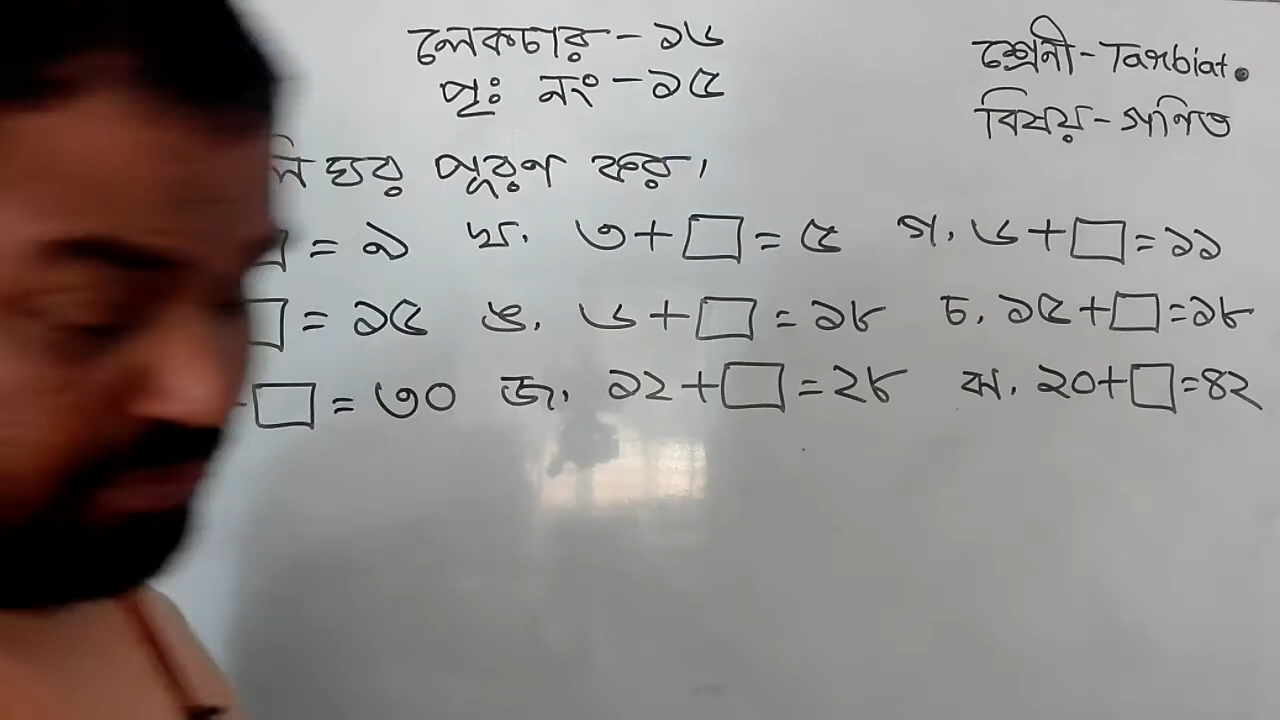 লেকচার-১৬
পৃঃ নং-১৫
শ্রেনী-Tarbiat.
বিষয়-গনিত
লি ঘর পূরণ কর।
□ = ৯ খ. ৩+□=৫ গ. ৬+□=১১
□ = ১৫ ঙ. ৬+□=১৮ চ. ১৫+□=১৮
□ = ৩০ জ. ১২+□=২৮ ঝ. ২০+□=৪২